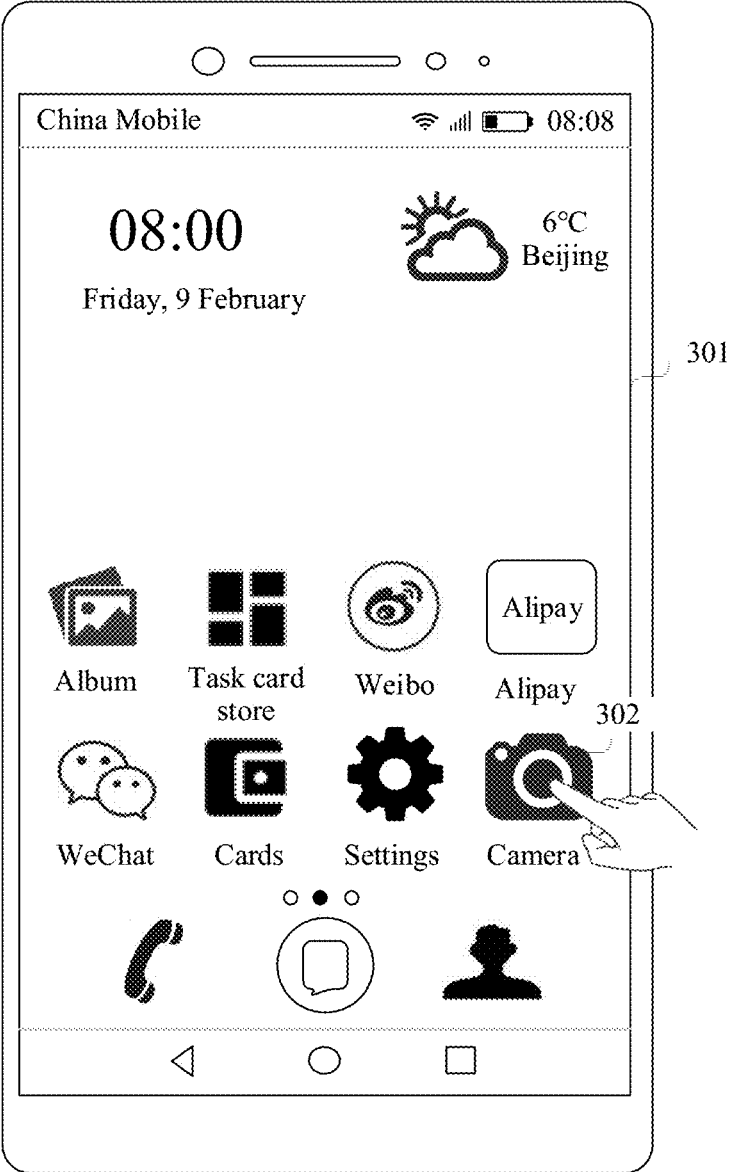 China Mobile 08:08
08:00
6°C
Beijing
Friday, 9 February
301
Alipay
Album
Task card
store
Weibo
Alipay
302
WeChat
Cards
Settings
Camera